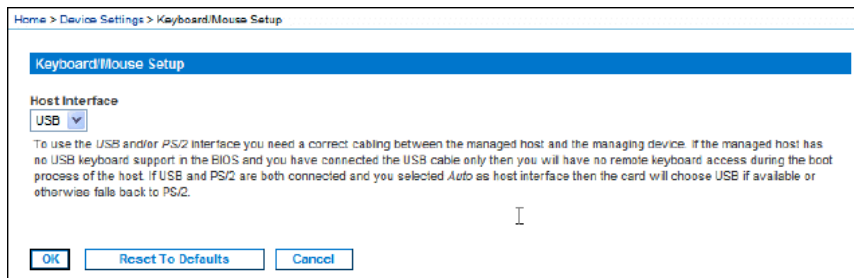 Home > Device Settings > Keyboard/Mouse Setup
Keyboard/Mouse Setup
Host Interface
USB
To use the USB and/or PS/2 interface you need a correct cabling between the managed host and the managing device. If the managed host has
no USB keyboard support in the BIOS and you have connected the USB cable only then you will have no remote keyboard access during the boot
process of the host. If USB and PS/2 are both connected and you selected Auto as host interface then the card will choose USB if available or
otherwise falls back to PS/2.
OK Reset To Defaults Cancel